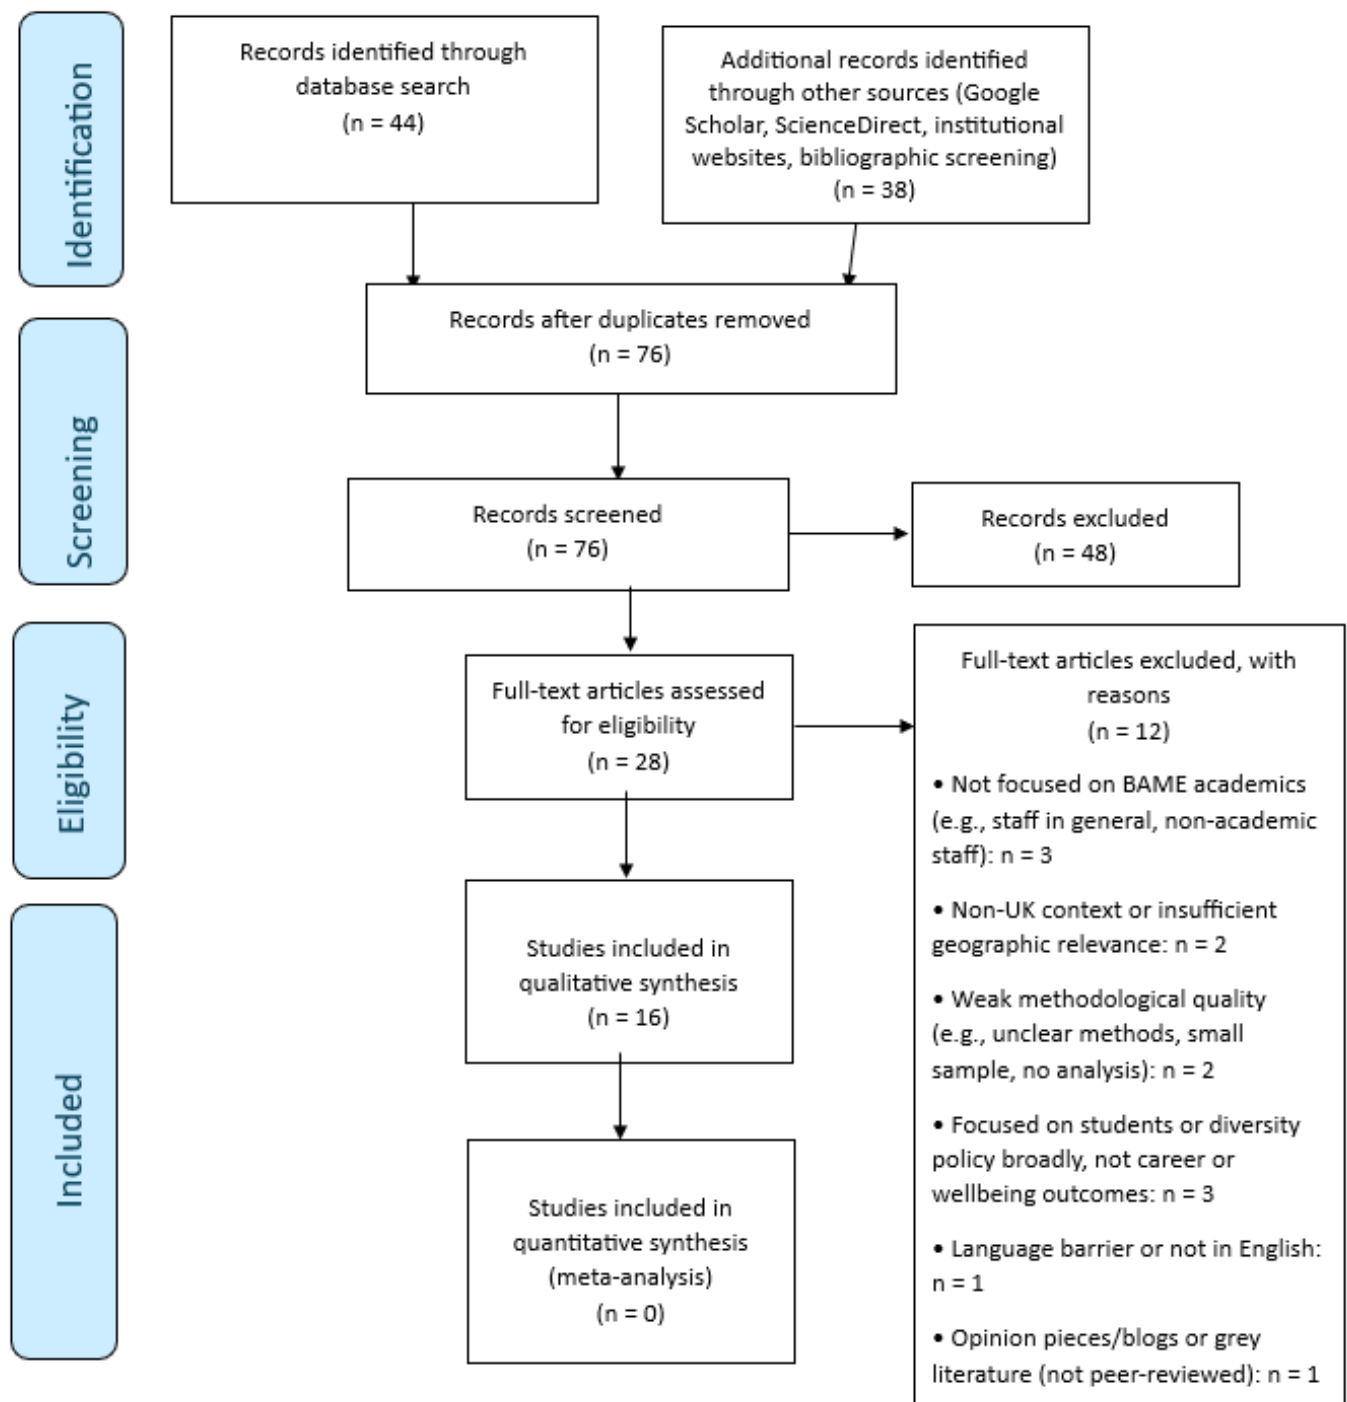 Identification
Records identified through
database search
(n = 44)
Additional records identified
through other sources (Google
Scholar, ScienceDirect, institutional
websites, bibliographic screening)
(n = 38)
Records after duplicates removed
(n = 76)
Screening
Records screened
(n = 76)
Records excluded
(n = 48)
Eligibility
Full-text articles assessed
for eligibility
(n = 28)
Full-text articles excluded, with
reasons
(n = 12)
• Not focused on BAME academics
(e.g., staff in general, non-academic
staff): n = 3
• Non-UK context or insufficient
geographic relevance: n = 2
• Weak methodological quality
(e.g., unclear methods, small
sample, no analysis): n = 2
• Focused on students or diversity
policy broadly, not career or
wellbeing outcomes: n = 3
• Language barrier or not in English:
n = 1
• Opinion pieces/blogs or grey
literature (not peer-reviewed): n = 1
Included
Studies included in
qualitative synthesis
(n = 16)
Studies included in
quantitative synthesis
(meta-analysis)
(n = 0)